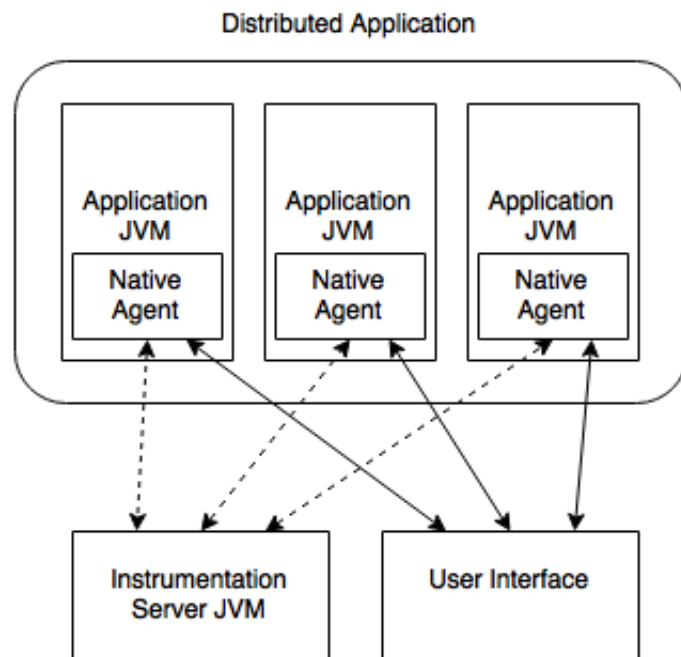 Distributed Application
Application
JVM
Native
Agent
Application
JVM
Native
Agent
Application
JVM
Native
Agent
Instrumentation
Server JVM
User Interface